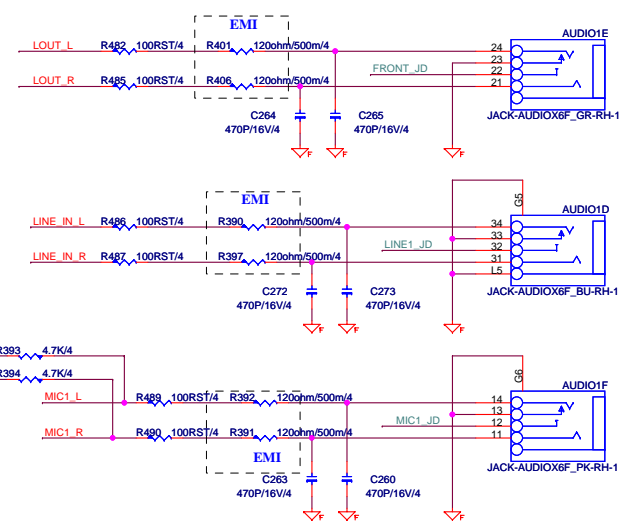 EMI
AUDIO1E
LOUT_L R482 100RST/4 R401 120ohm/500m/4 24
23
FRONT_JD 22
LOUT_R R485 100RST/4 R406 120ohm/500m/4 21
C264 C265
470P/16V/4 470P/16V/4
JACK-AUDIOX6F_GR-RH-1
F F F
EMI
G5
AUDIO1D
LINE_IN_L R486 100RST/4 R390 120ohm/500m/4 34
33
LINE1_JD 32
LINE_IN_R R487 100RST/4 R397 120ohm/500m/4 31
L5
C272 C273
470P/16V/4 470P/16V/4
JACK-AUDIOX6F_BU-RH-1
F F F
R393 4.7K/4
R394 4.7K/4
G6
AUDIO1F
MIC1_L R489 100RST/4 R392 120ohm/500m/4 14
13
MIC1_JD 12
MIC1_R R490 100RST/4 R391 120ohm/500m/4 11
EMI
C263 C260
470P/16V/4 470P/16V/4
JACK-AUDIOX6F_PK-RH-1
F F F